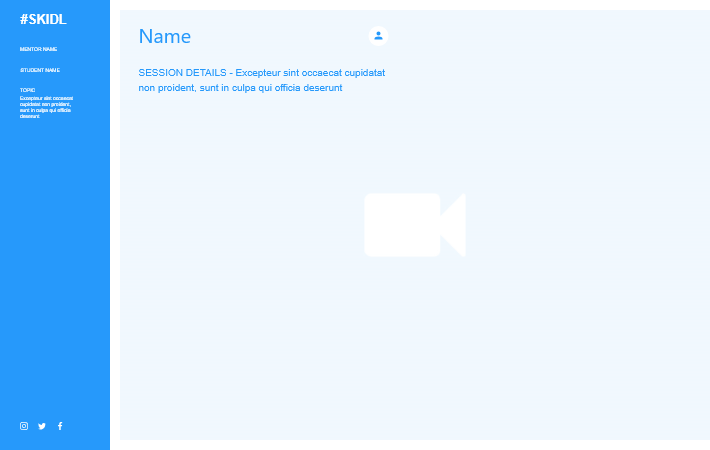 #SKIDL
MENTOR NAME
STUDENT NAME
TOPIC
Excepteur sint occaecat
cupidatat non proident,
sunt in culpa qui officia
deserunt
Name
SESSION DETAILS - Excepteur sint occaecat cupidatat
non proident, sunt in culpa qui officia deserunt